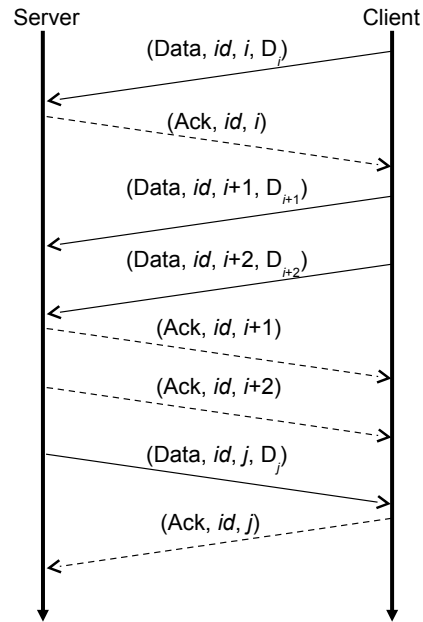 Server Client
(Data, id, i, Di)
(Ack, id, i)
(Data, id, i+1, Di+1)
(Data, id, i+2, Di+2)
(Ack, id, i+1)
(Ack, id, i+2)
(Data, id, j, Dj)
(Ack, id, j)